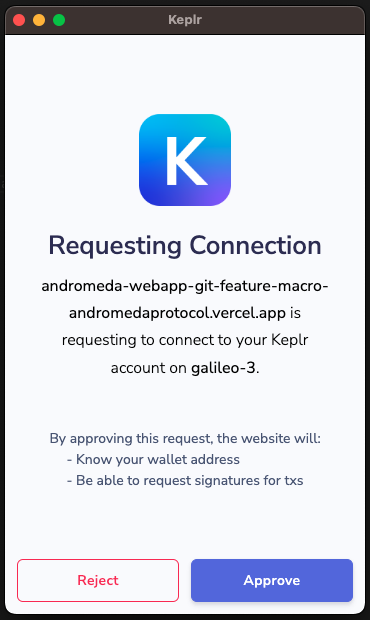 Keplr
K
Requesting Connection
andromeda-webapp-git-feature-macro-
andromedaprotocol.vercel.app is
requesting to connect to your Keplr
account on galileo-3.
By approving this request, the website will:
- Know your wallet address
- Be able to request signatures for txs
Reject
Approve